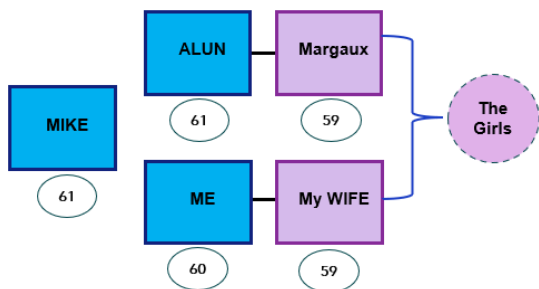 ALUN
Margaux
61
59
The
Girls
MIKE
61
ME
My WIFE
60
59